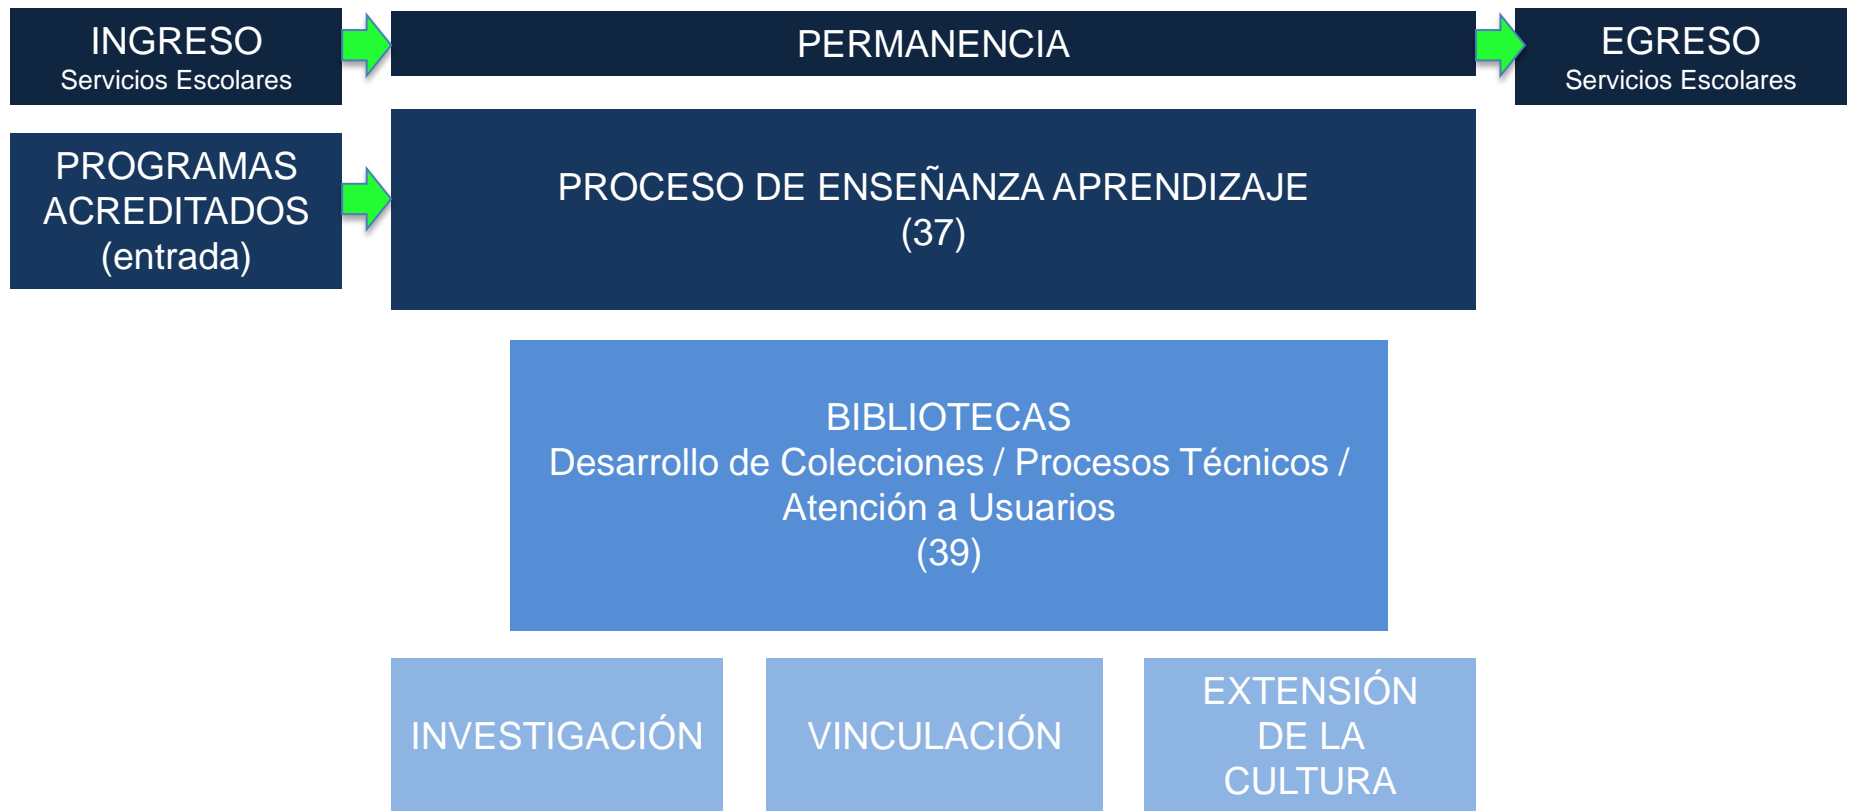 INGRESO
Servicios Escolares
PERMANENCIA
EGRESO
Servicios Escolares
PROGRAMAS
ACREDITADOS
(entrada)
PROCESO DE ENSEÑANZA APRENDIZAJE
(37)
BIBLIOTECAS
Desarrollo de Colecciones / Procesos Técnicos /
Atención a Usuarios
(39)
INVESTIGACIÓN
VINCULACIÓN
EXTENSIÓN
DE LA
CULTURA